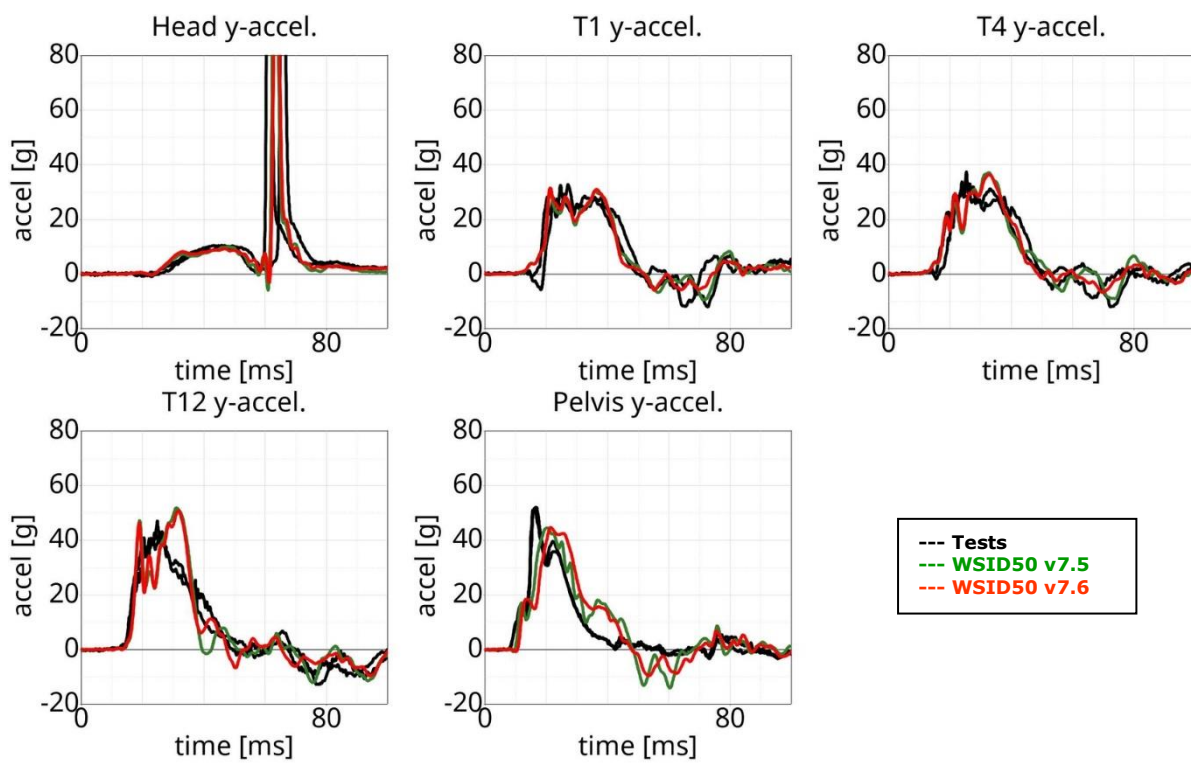 Head y-accel.
80
60
40
20
0
-20
accel [g]
0
80
time [ms]
T1 y-accel.
80
60
40
20
0
-20
accel [g]
0
80
time [ms]
T4 y-accel.
80
60
40
20
0
-20
accel [g]
0
80
time [ms]
T12 y-accel.
80
60
40
20
0
-20
accel [g]
0
80
time [ms]
Pelvis y-accel.
80
60
40
20
0
-20
accel [g]
0
80
time [ms]
--- Tests
--- WSID50 v7.5
--- WSID50 v7.6